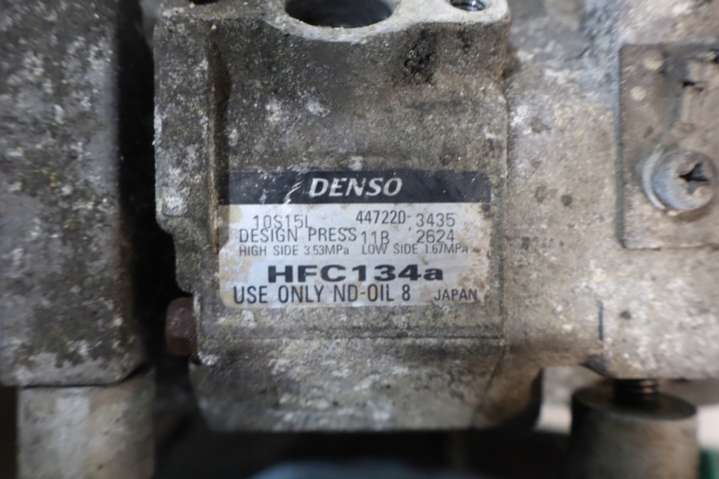 DENSO
10S15L 447220-3435
DESIGN PRESS 11B 2624
HIGH SIDE 3.53MPa LOW SIDE 1.67MPa
HFC134a
USE ONLY ND-OIL 8 JAPAN